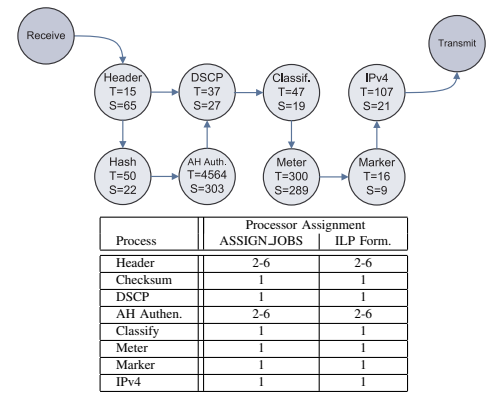 Receive
Transmit
Header
T=15
S=65
DSCP
T=37
S=27
Classif.
T=47
S=19
IPv4
T=107
S=21
Hash
T=50
S=22
AH Auth.
T=4564
S=303
Meter
T=300
S=289
Marker
T=16
S=9
Processor Assignment
Process ASSIGN_JOBS ILP Form.
Header 2-6 2-6
Checksum 1 1
DSCP 1 1
AH Authen. 2-6 2-6
Classify 1 1
Meter 1 1
Marker 1 1
IPv4 1 1